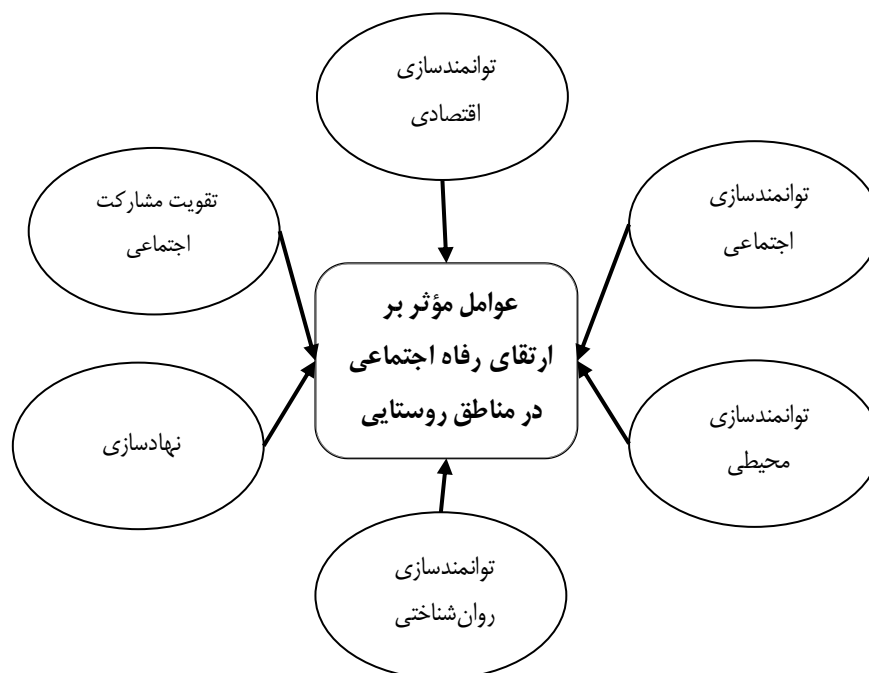 توانمندسازی
اقتصادی
توانمندسازی
اجتماعی
تقویت مشارکت
اجتماعی
عوامل مؤثر بر
ارتقای رفاه اجتماعی
در مناطق روستایی
توانمندسازی
محیطی
نهادسازی
توانمندسازی
روان‌شناختی